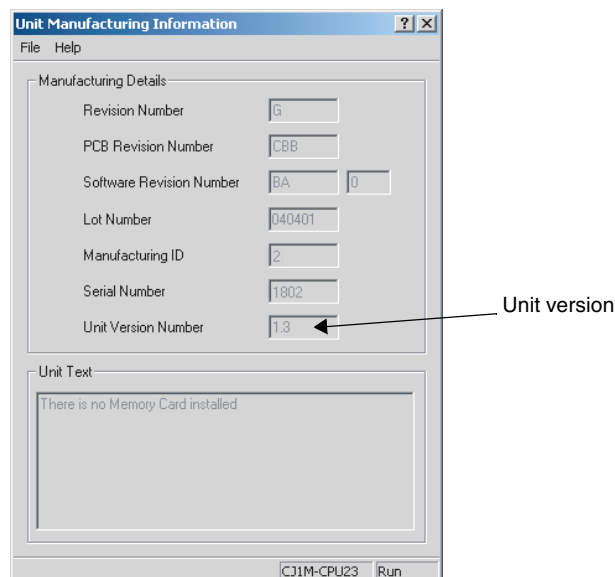 Unit Manufacturing Information
File Help
Manufacturing Details
Revision Number G
PCB Revision Number CBB
Software Revision Number BA 0
Lot Number 040401
Manufacturing ID 2
Serial Number 1802
Unit Version Number 1.3
Unit version
Unit Text
There is no Memory Card installed
CJ1M-CPU23 Run